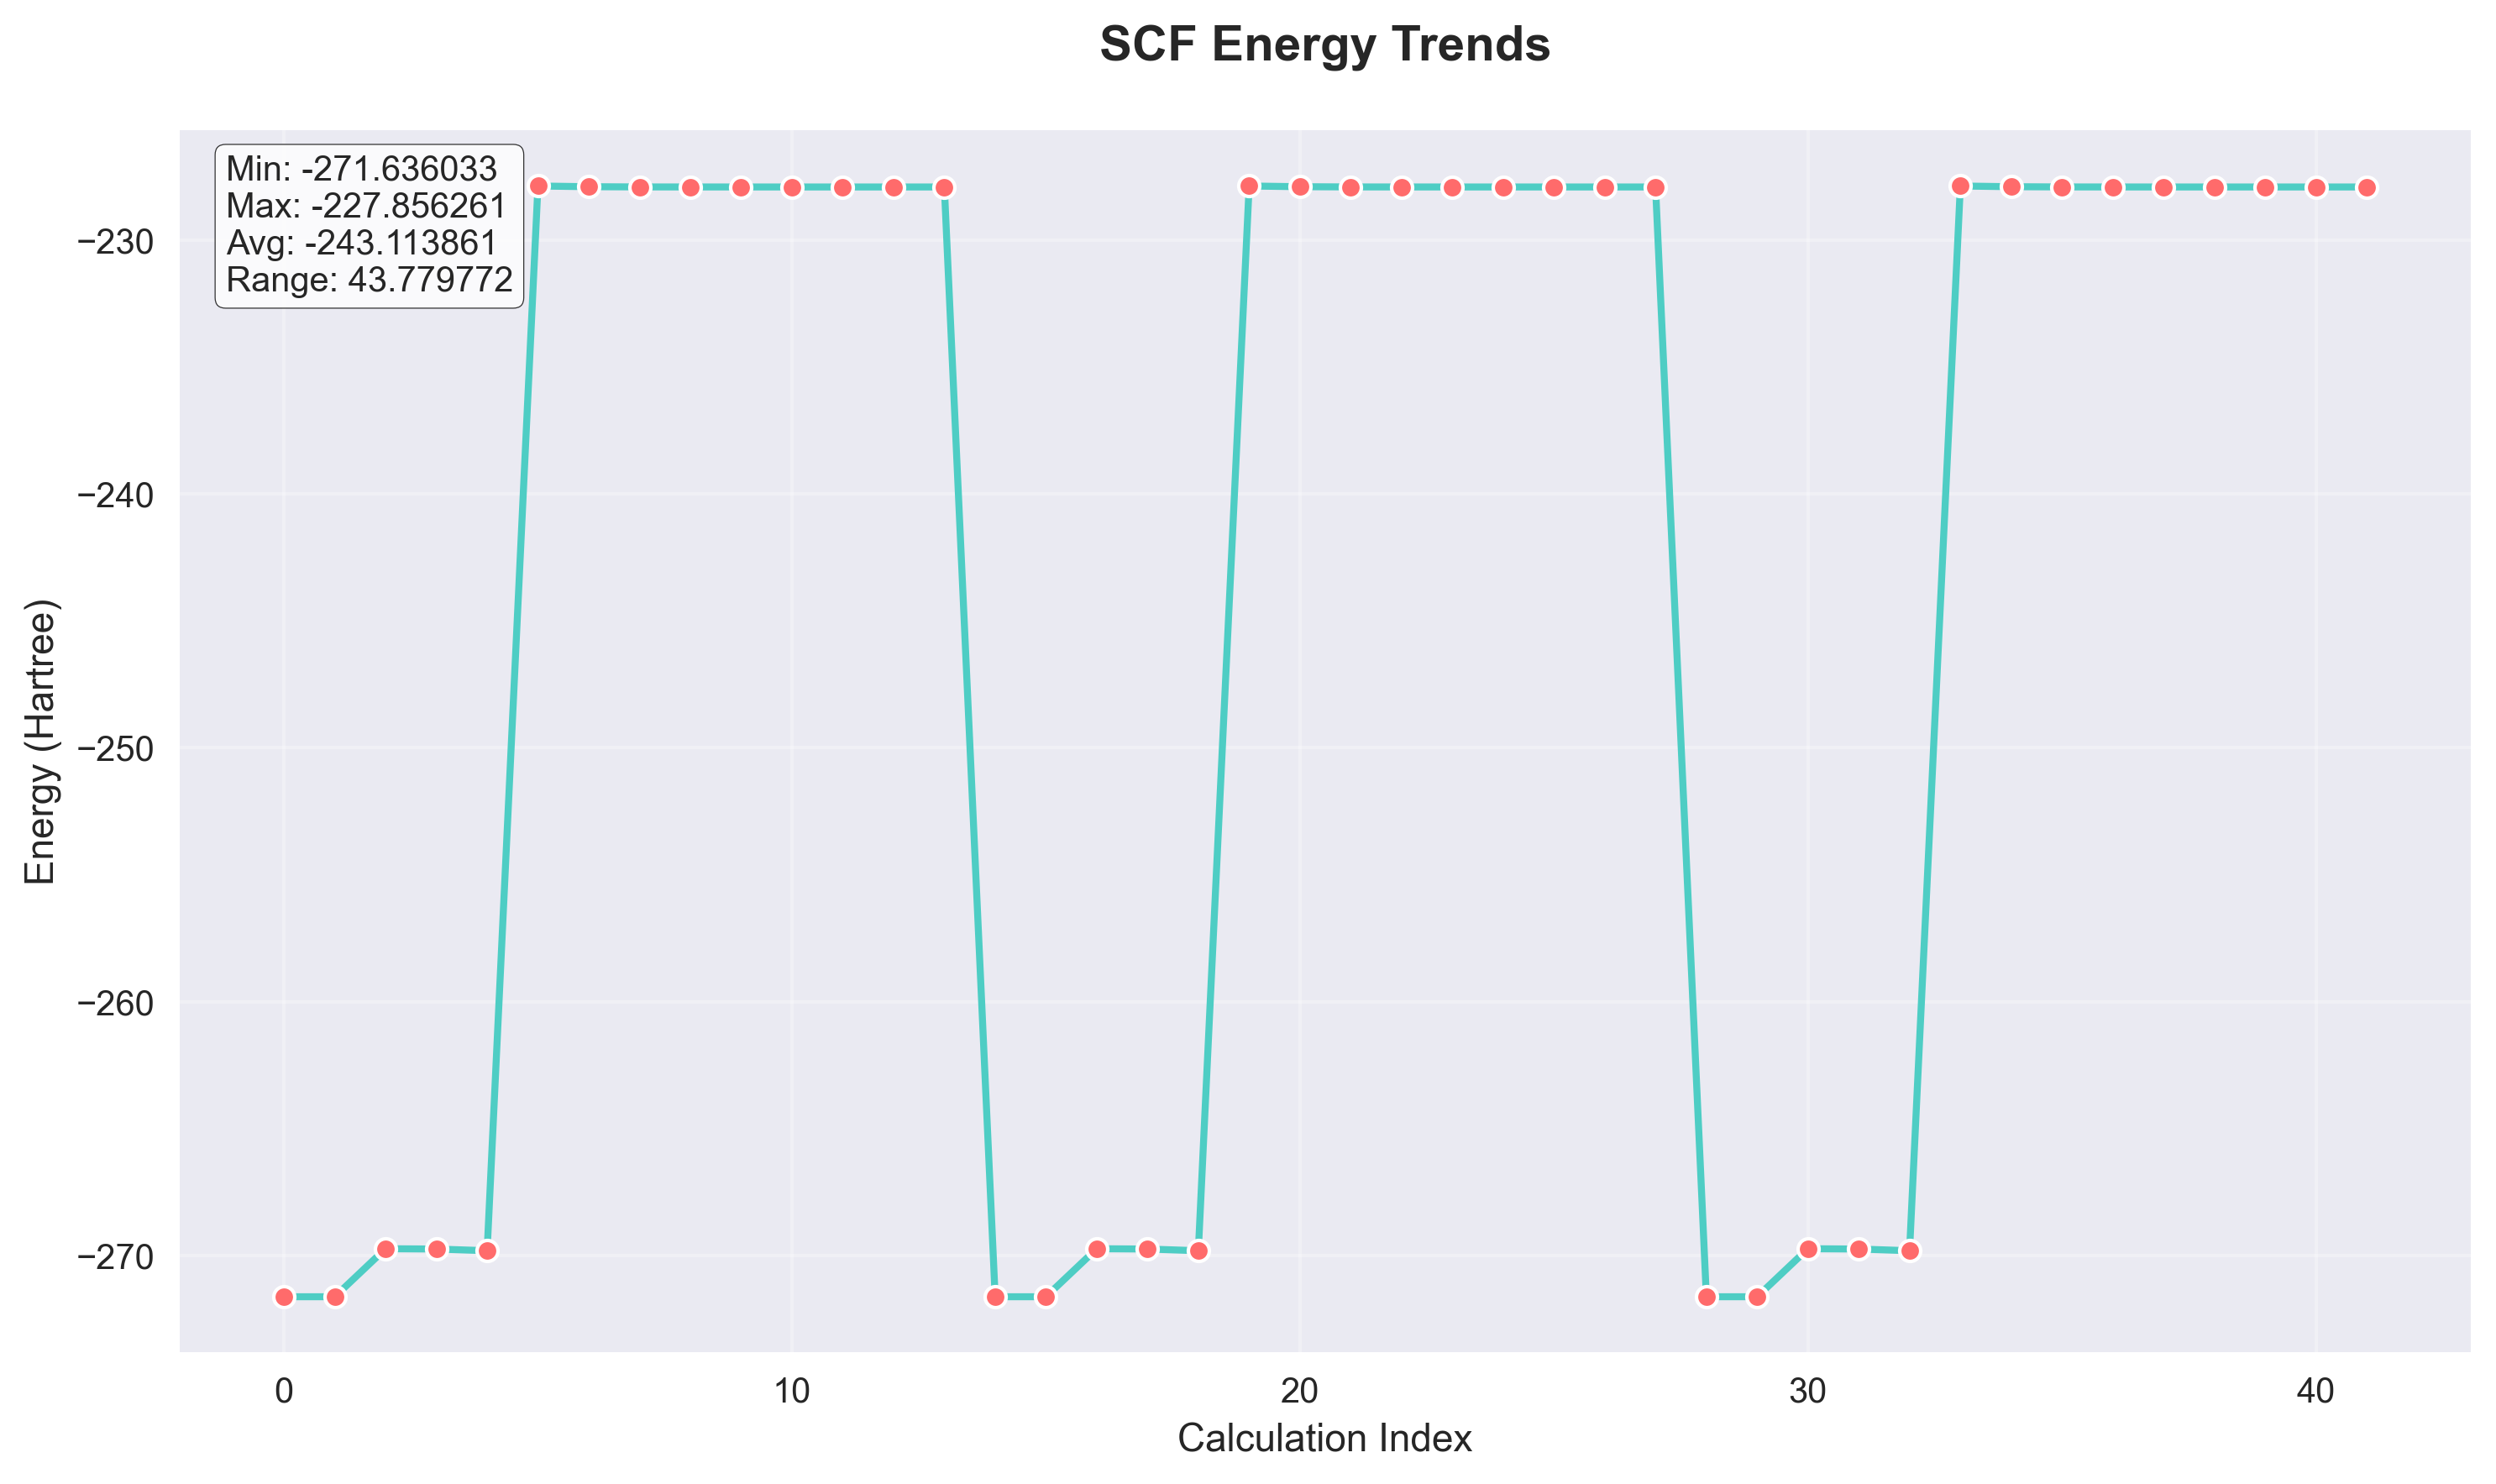 SCF Energy Trends
Min: -271.636033
Max: -227.856261
Avg: -243.113861
Range: 43.779772
−230
−240
−250
−260
−270
Energy (Hartree)
0 10 20 30 40
Calculation Index